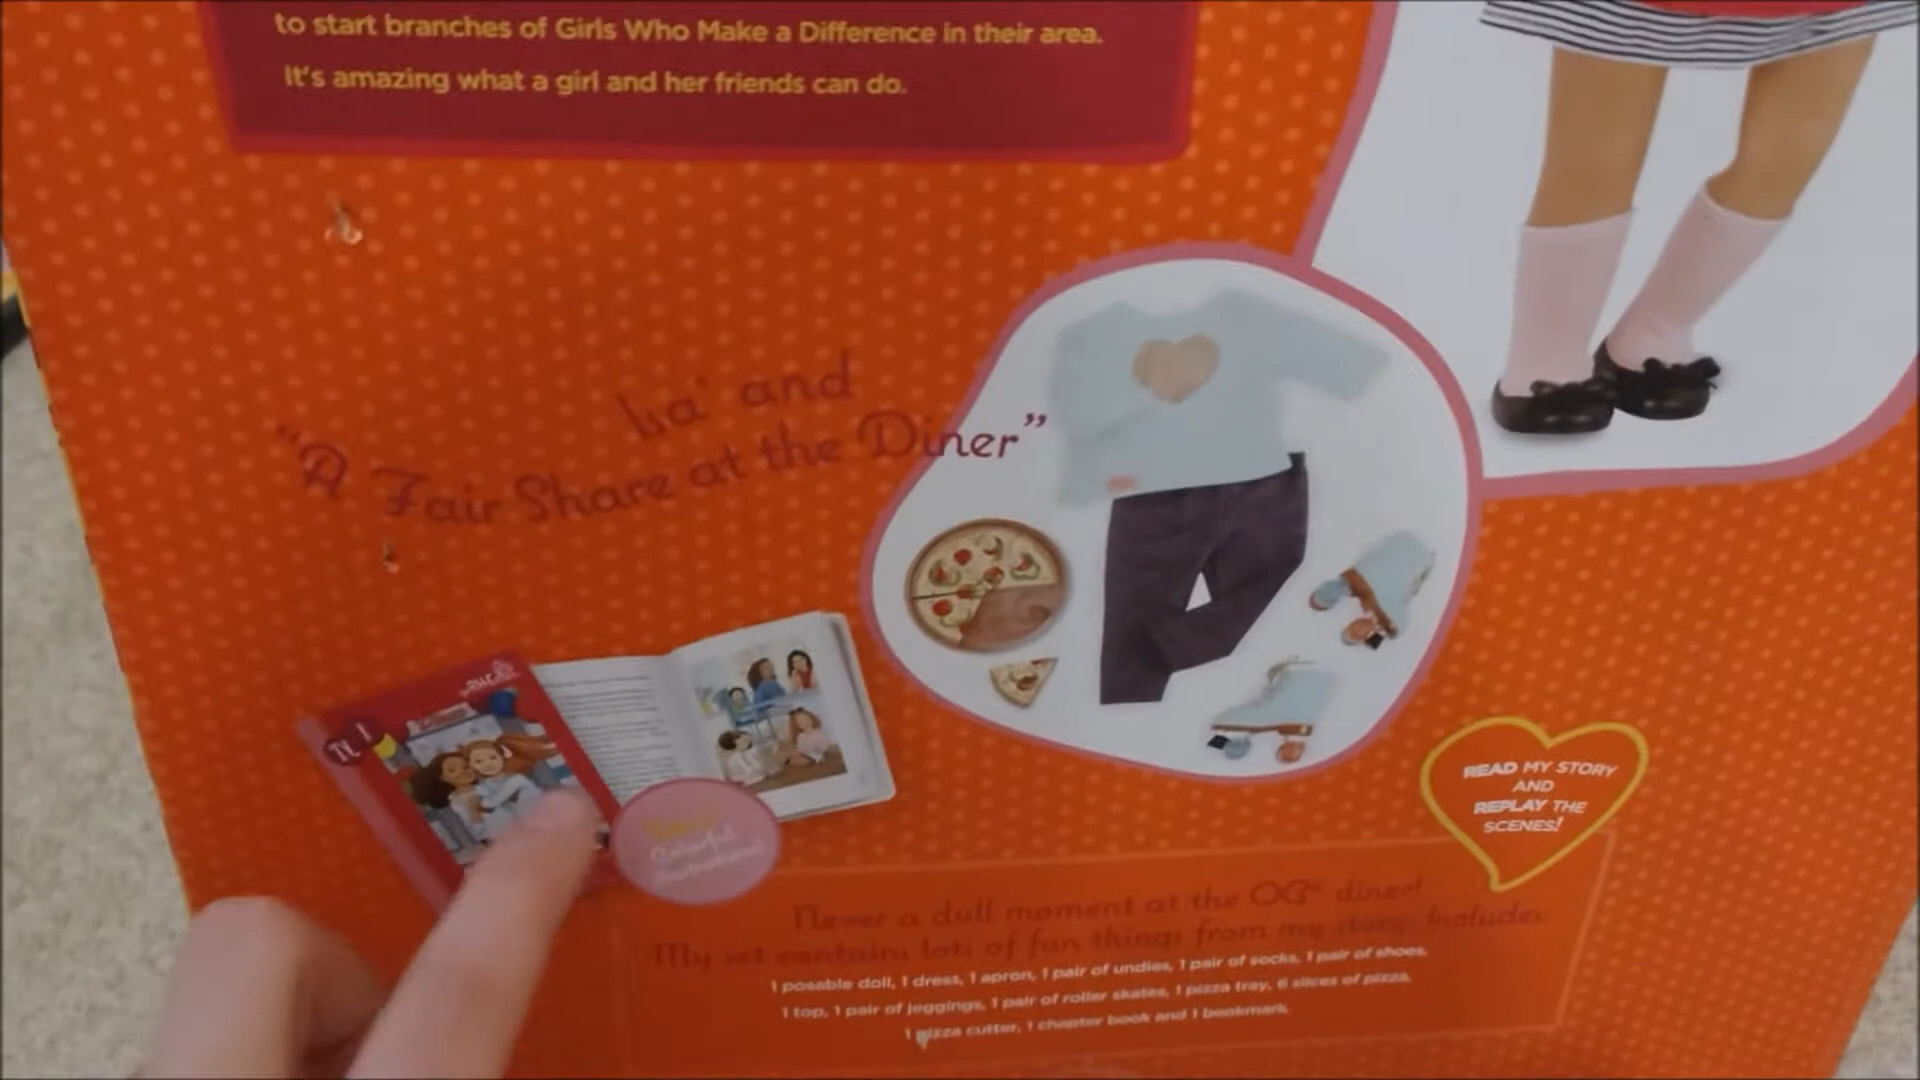 to start branches of Girls Who Make a Difference in their area.
It's amazing what a girl and her friends can do.
and
"A Fair Share at the Diner"
Colorful
READ MY STORY
AND
REPLAY THE
SCENES!
Never a dull moment at the OG™ diner!
My set contains lots of fun things from my story. Includes:
1 posable doll, 1 dress, 1 apron, 1 pair of undies, 1 pair of socks, 1 pair of shoes,
1 top, 1 pair of jeggings, 1 pair of roller skates, 1 pizza tray, 6 slices of pizza,
1 pizza cutter, 1 chapter book and 1 bookmark.